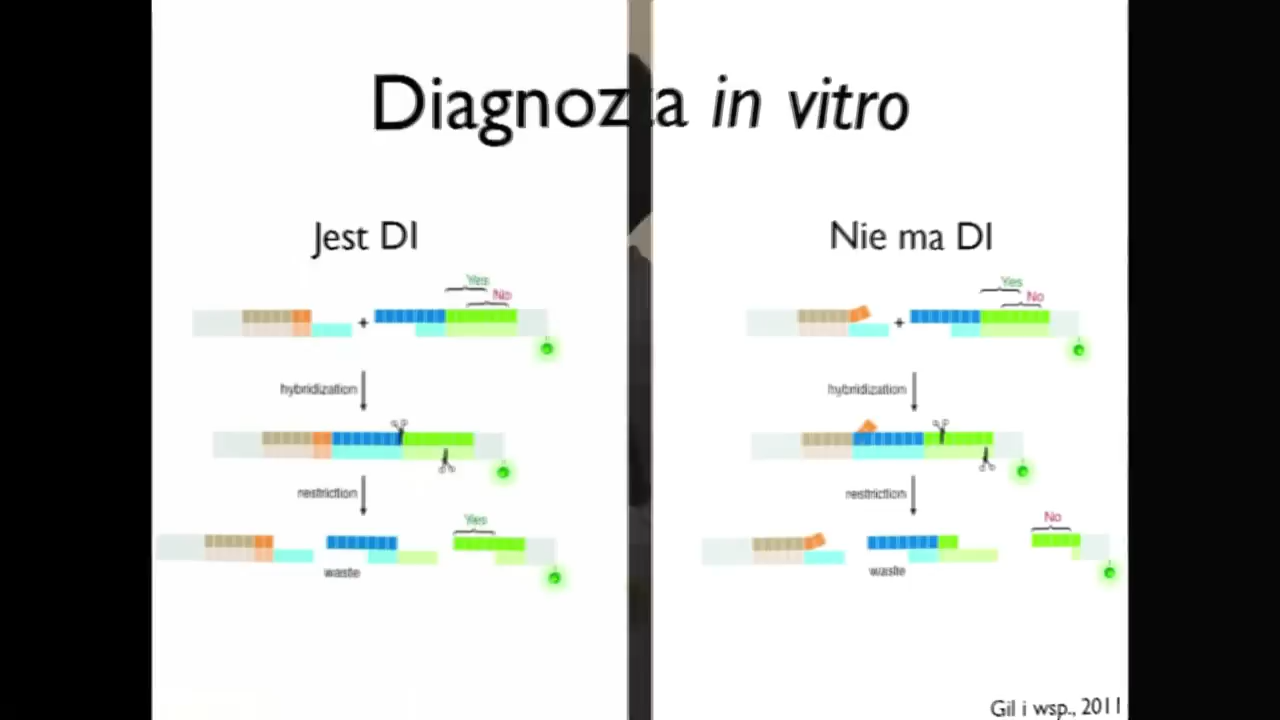 Diagnoza in vitro
Jest DI
Yes
No
+
hybridization
restriction
Yes
waste
Nie ma DI
Yes
No
+
hybridization
restriction
No
waste
Gil i wsp., 2011